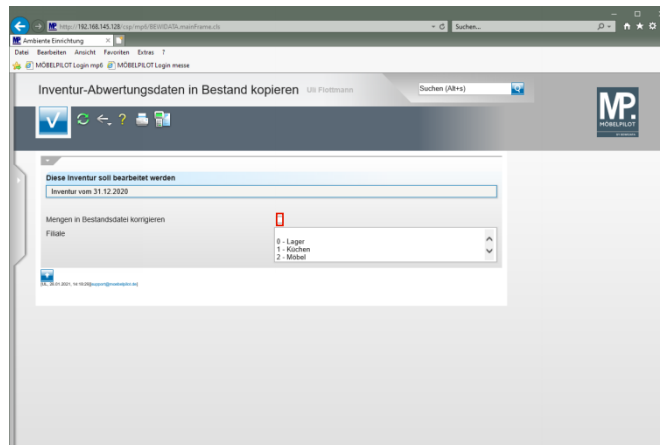 http://192.168.145.128/csp/mp6/BEWIDATA.mainFrame.cls
Suchen...
Ambiente Einrichtung
Datei Bearbeiten Ansicht Favoriten Extras ?
MÖBELPILOT Login mp6 MÖBELPILOT Login messe
Inventur-Abwertungsdaten in Bestand kopieren Uli Flottmann
Suchen (Alt+s)
MP.
MÖBELPILOT
Diese Inventur soll bearbeitet werden
Inventur vom 31.12.2020
Mengen in Bestandsdatei korrigieren
Filiale
0 - Lager
1 - Küchen
2 - Möbel